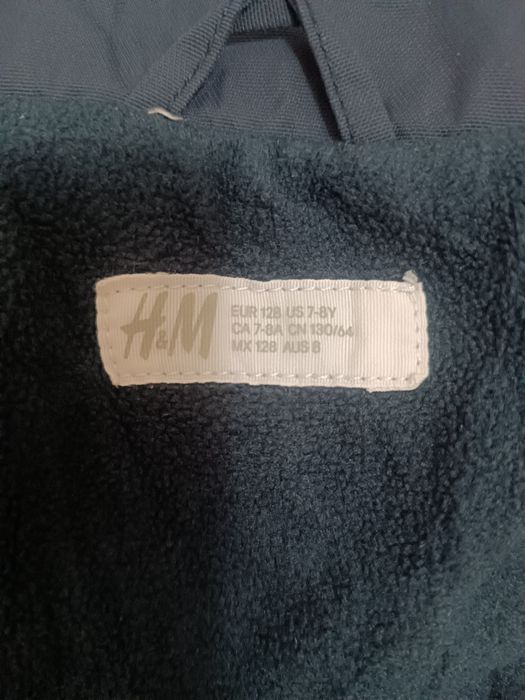 H&M
EUR 128 US 7-8Y
CA 7-8A CN 130/64
MX 128 AUS 8